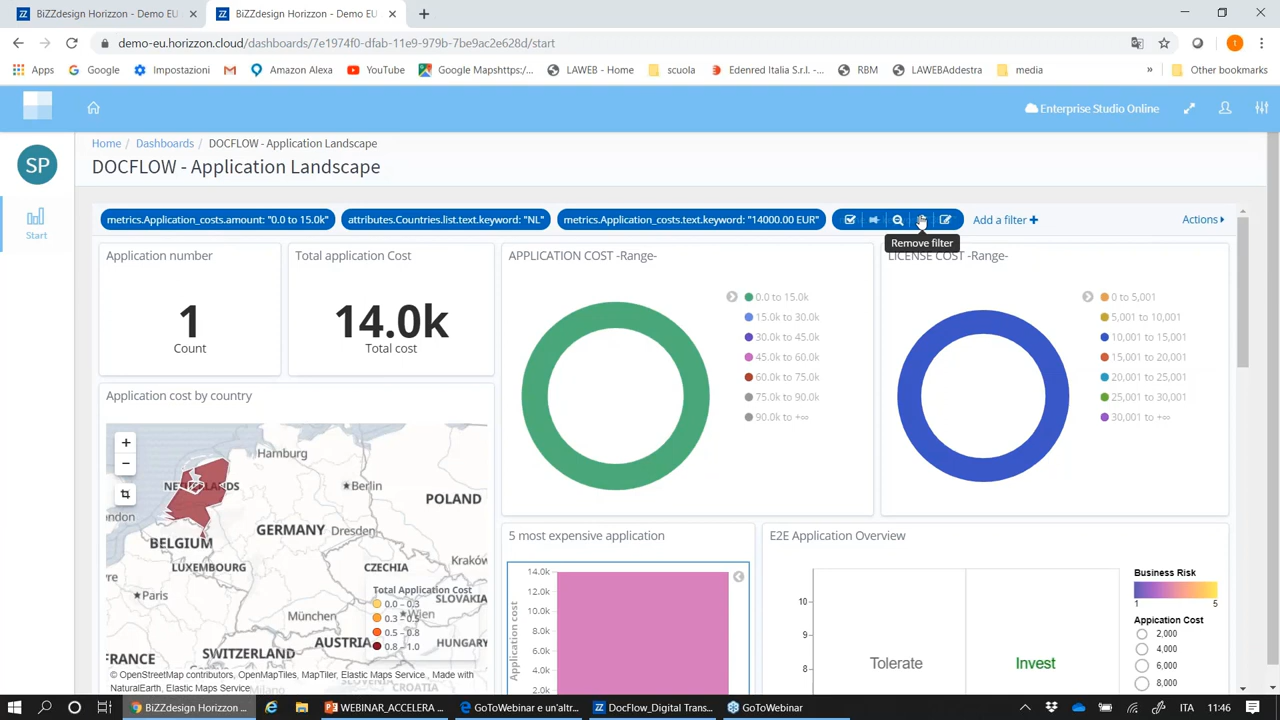 BiZZdesign Horizzon - Demo EU
BiZZdesign Horizzon - Demo EU
demo-eu.horizzon.cloud/dashboards/7e1974f0-dfab-11e9-979b-7be9ac2e628d/start
t
Apps
Google
Impostazioni
Amazon Alexa
YouTube
Google Mapshttps:/...
LAWEB - Home
scuola
Edenred Italia S.r.l. -...
RBM
LAWEBAddestra
media
»
Other bookmarks
Enterprise Studio Online
SP
Start
Home / Dashboards / DOCFLOW - Application Landscape
DOCFLOW - Application Landscape
metrics.Application_costs.amount: "0.0 to 15.0k"
attributes.Countries.list.text.keyword: "NL"
metrics.Application_costs.text.keyword: "14000.00 EUR"
Add a filter +
Actions
Remove filter
Application number
1
Count
Total application Cost
14.0k
Total cost
APPLICATION COST -Range-
0.0 to 15.0k
15.0k to 30.0k
30.0k to 45.0k
45.0k to 60.0k
60.0k to 75.0k
75.0k to 90.0k
90.0k to +∞
LICENSE COST -Range-
0 to 5,001
5,001 to 10,001
10,001 to 15,001
15,001 to 20,001
20,001 to 25,001
25,001 to 30,001
30,001 to +∞
Application cost by country
+
−
Hamburg
NETHERLANDS
Berlin
POLAND
ondon
GERMANY
Dresden
BELGIUM
LUXEMBOURG
CZECHIA
Kraków
Paris
SLOVAKIA
München
Wien
AUSTRIA
HUNGARY
FRANCE
SWITZERLAND
CROATIA
Milano
Total Application Cost
0.0 – 0.3
0.3 – 0.5
0.5 – 0.8
0.8 – 1.0
© OpenStreetMap contributors, OpenMapTiles, MapTiler, Elastic Maps Service , Made with
NaturalEarth, Elastic Maps Service
5 most expensive application
14.0k
12.0k
10.0k
8.0k
6.0k
4.0k
2.0k
Application cost
E2E Application Overview
10
9
8
Tolerate
Invest
Business Risk
1
5
Appication Cost
2,000
4,000
6,000
8,000
BiZZdesign Horizzon ...
WEBINAR_ACCELERA ...
GoToWebinar e un'altr...
DocFlow_Digital Trans...
GoToWebinar
ITA
11:46